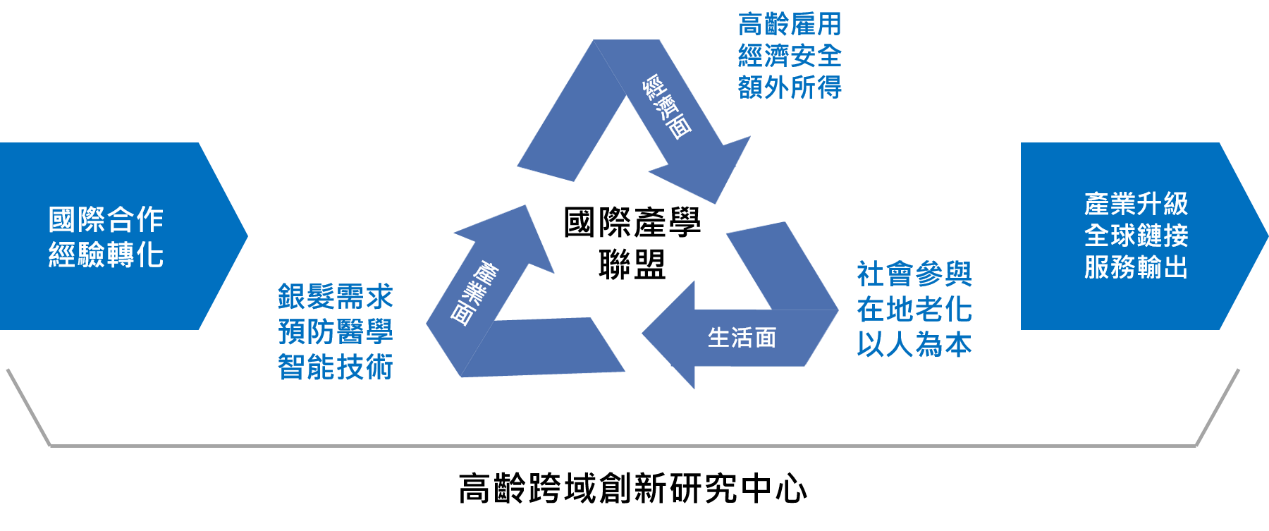 國際合作
經驗轉化
銀髮需求
預防醫學
智能技術
產業面
經濟面
高齡雇用
經濟安全
額外所得
國際產學
聯盟
生活面
社會參與
在地老化
以人為本
產業升級
全球鏈接
服務輸出
高齡跨域創新研究中心